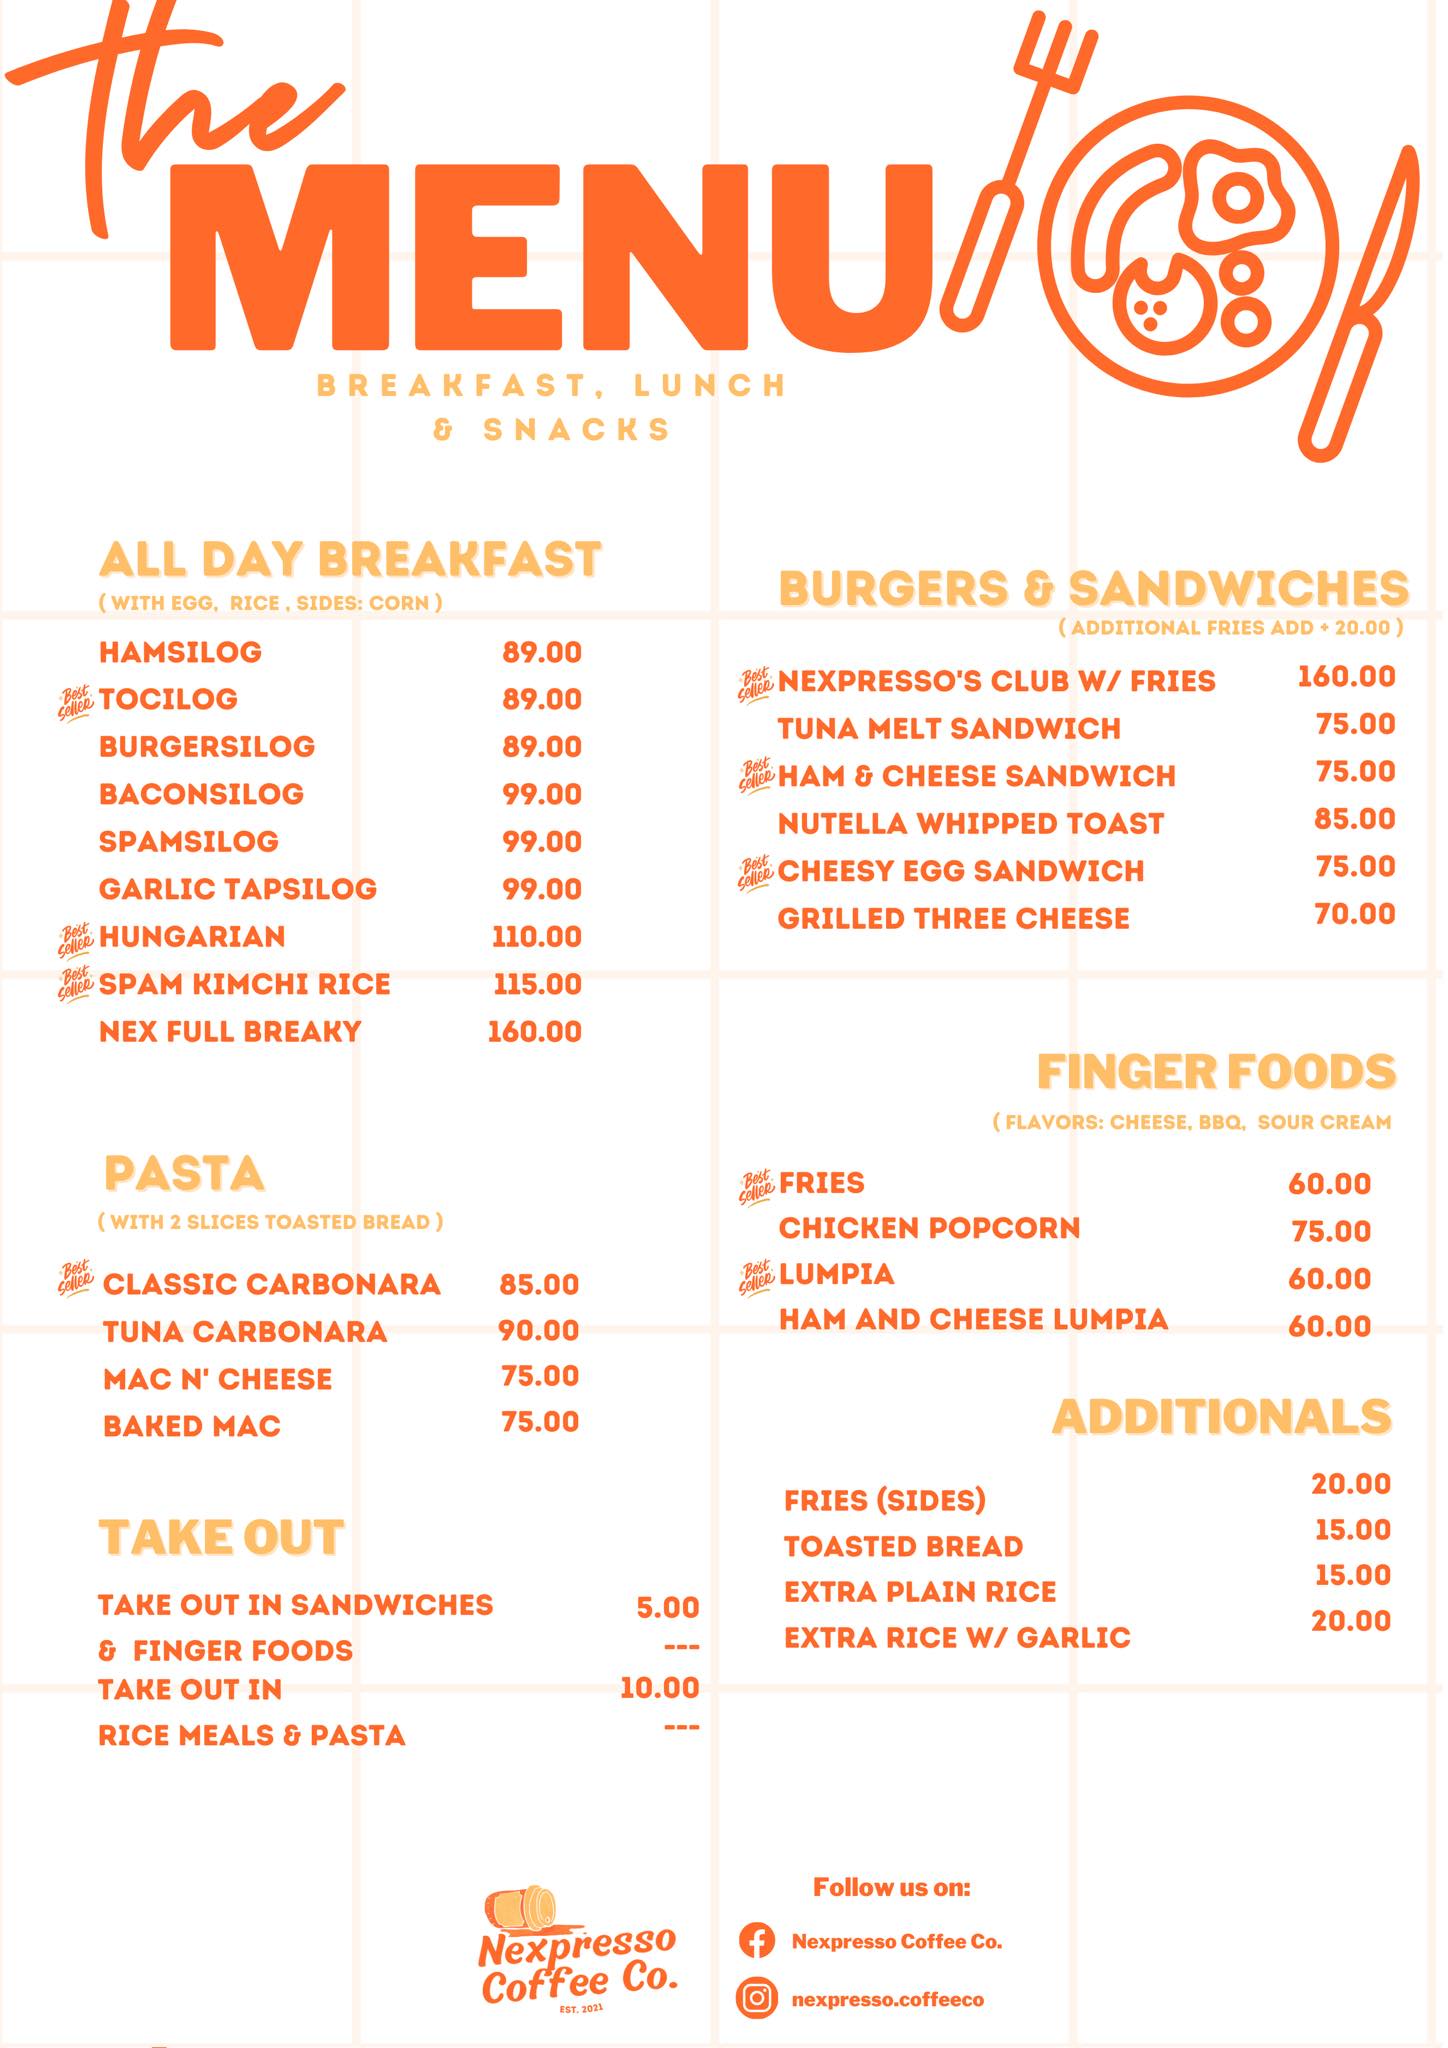 the
MENU
BREAKFAST, LUNCH
& SNACKS
ALL DAY BREAKFAST
( WITH EGG, RICE , SIDES: CORN )
HAMSILOG 89.00
Best Seller TOCILOG 89.00
BURGERSILOG 89.00
BACONSILOG 99.00
SPAMSILOG 99.00
GARLIC TAPSILOG 99.00
Best Seller HUNGARIAN 110.00
Best Seller SPAM KIMCHI RICE 115.00
NEX FULL BREAKY 160.00
PASTA
( WITH 2 SLICES TOASTED BREAD )
Best Seller CLASSIC CARBONARA 85.00
TUNA CARBONARA 90.00
MAC N' CHEESE 75.00
BAKED MAC 75.00
TAKE OUT
TAKE OUT IN SANDWICHES 5.00
& FINGER FOODS ---
TAKE OUT IN 10.00
RICE MEALS & PASTA ---
BURGERS & SANDWICHES
( ADDITIONAL FRIES ADD + 20.00 )
Best Seller NEXPRESSO'S CLUB W/ FRIES 160.00
TUNA MELT SANDWICH 75.00
Best Seller HAM & CHEESE SANDWICH 75.00
NUTELLA WHIPPED TOAST 85.00
Best Seller CHEESY EGG SANDWICH 75.00
GRILLED THREE CHEESE 70.00
FINGER FOODS
( FLAVORS: CHEESE, BBQ, SOUR CREAM
Best Seller FRIES 60.00
CHICKEN POPCORN 75.00
Best Seller LUMPIA 60.00
HAM AND CHEESE LUMPIA 60.00
ADDITIONALS
FRIES (SIDES) 20.00
TOASTED BREAD 15.00
EXTRA PLAIN RICE 15.00
EXTRA RICE W/ GARLIC 20.00
Nexpresso
Coffee Co.
EST. 2021
Follow us on:
Nexpresso Coffee Co.
nexpresso.coffeeco